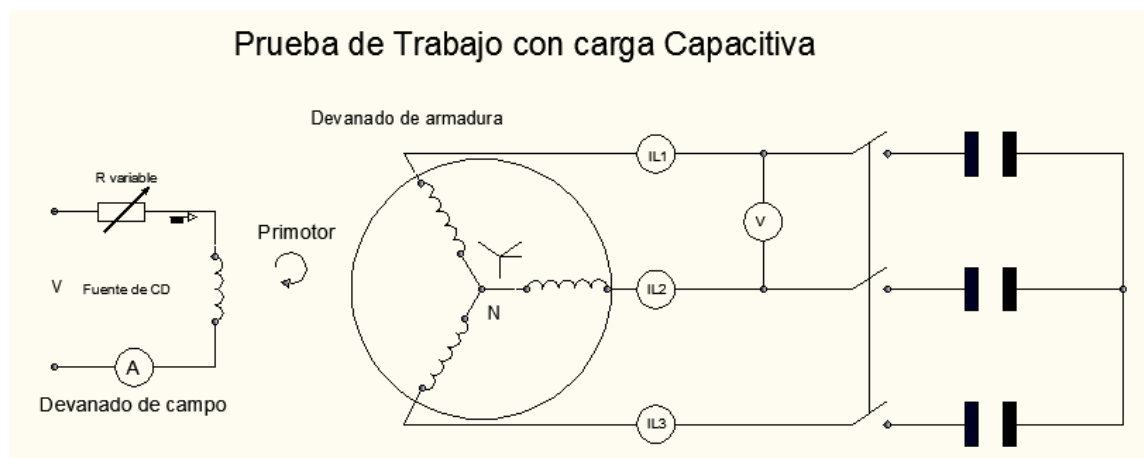 Prueba de Trabajo con carga Capacitiva
Devanado de armadura
IL1
R variable
Primotor
V
V
Fuente de CD
IL2
N
A
Devanado de campo
IL3